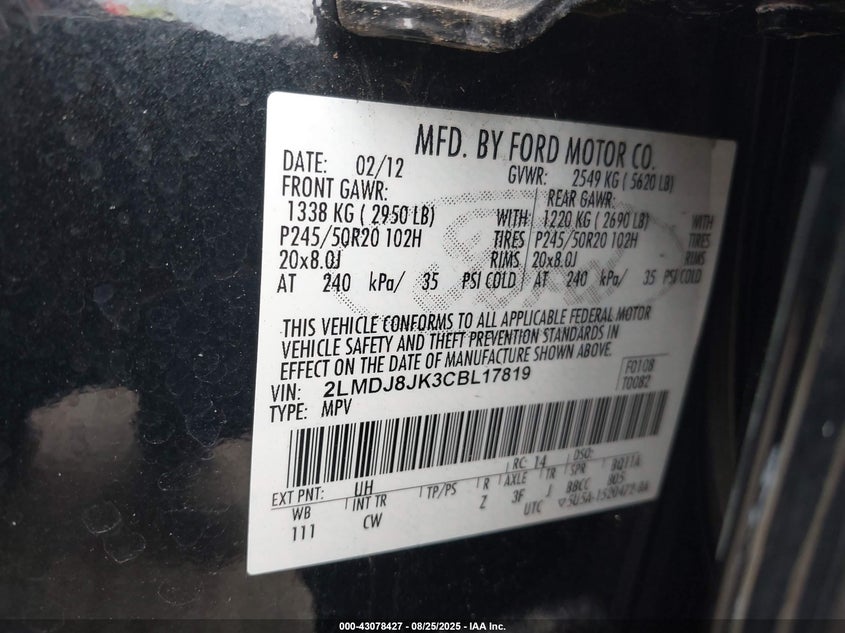 MFD. BY FORD MOTOR CO.
DATE: 02/12 GVWR: 2549 KG ( 5620 LB)
FRONT GAWR: REAR GAWR:
1338 KG ( 2950 LB) WITH 1220 KG ( 2690 LB) WITH
P245/50R20 102H TIRES P245/50R20 102H TIRES
20x8.0J RIMS 20x8.0J RIMS
AT 240 kPa/ 35 PSI COLD AT 240 kPa/ 35 PSI COLD
THIS VEHICLE CONFORMS TO ALL APPLICABLE FEDERAL MOTOR
VEHICLE SAFETY AND THEFT PREVENTION STANDARDS IN
EFFECT ON THE DATE OF MANUFACTURE SHOWN ABOVE.
VIN: 2LMDJ8JK3CBL17819 F0108
TYPE: MPV T0082
RC: 14 DSO:
EXT PNT: UH
WB INT TR TP/PS R AXLE TR SPR BQ11A
111 CW Z 3F J BBCC BO5
UTC
000-43078427 - 08/25/2025 - IAA Inc.